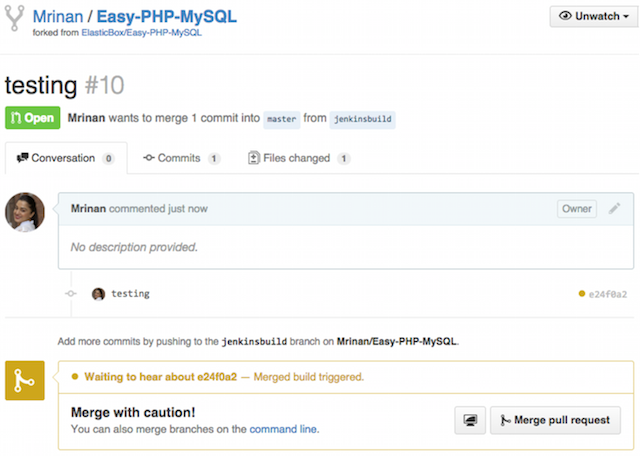 Mrinan / Easy-PHP-MySQL
Unwatch
forked from ElasticBox/Easy-PHP-MySQL
testing #10
Open Mrinan wants to merge 1 commit into master from jenkinsbuild
Conversation 0 Commits 1 Files changed 1
Mrinan commented just now Owner
No description provided.
testing e24f0a2
Add more commits by pushing to the jenkinsbuild branch on Mrinan/Easy-PHP-MySQL.
Waiting to hear about e24f0a2 — Merged build triggered.
Merge with caution!
You can also merge branches on the command line.
Merge pull request